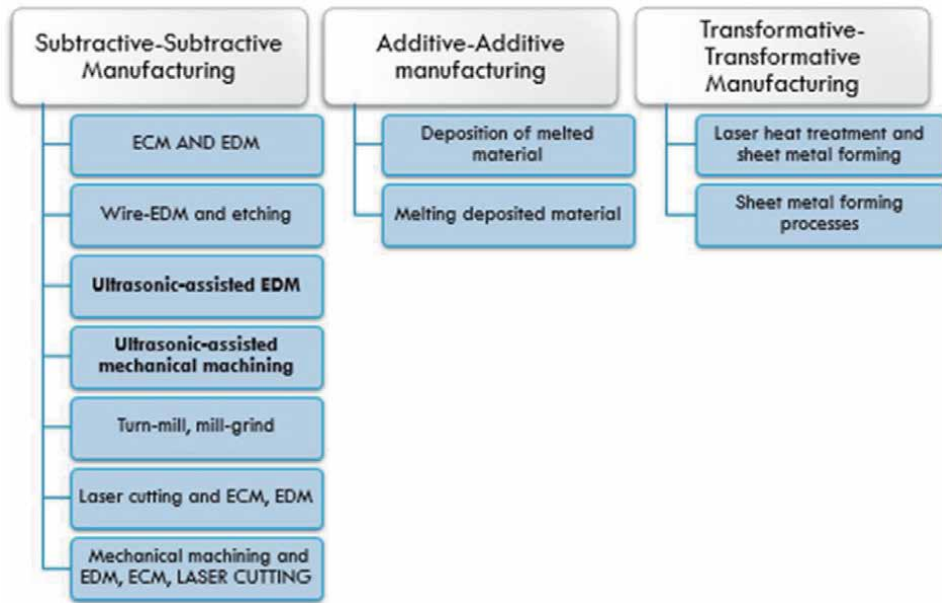 Subtractive-Subtractive
Manufacturing
ECM AND EDM
Wire-EDM and etching
Ultrasonic-assisted EDM
Ultrasonic-assisted
mechanical machining
Turn-mill, mill-grind
Laser cutting and ECM, EDM
Mechanical machining and
EDM, ECM, LASER CUTTING
Additive-Additive
manufacturing
Deposition of melted
material
Melting deposited material
Transformative-
Transformative
Manufacturing
Laser heat treatment and
sheet metal forming
Sheet metal forming
processes